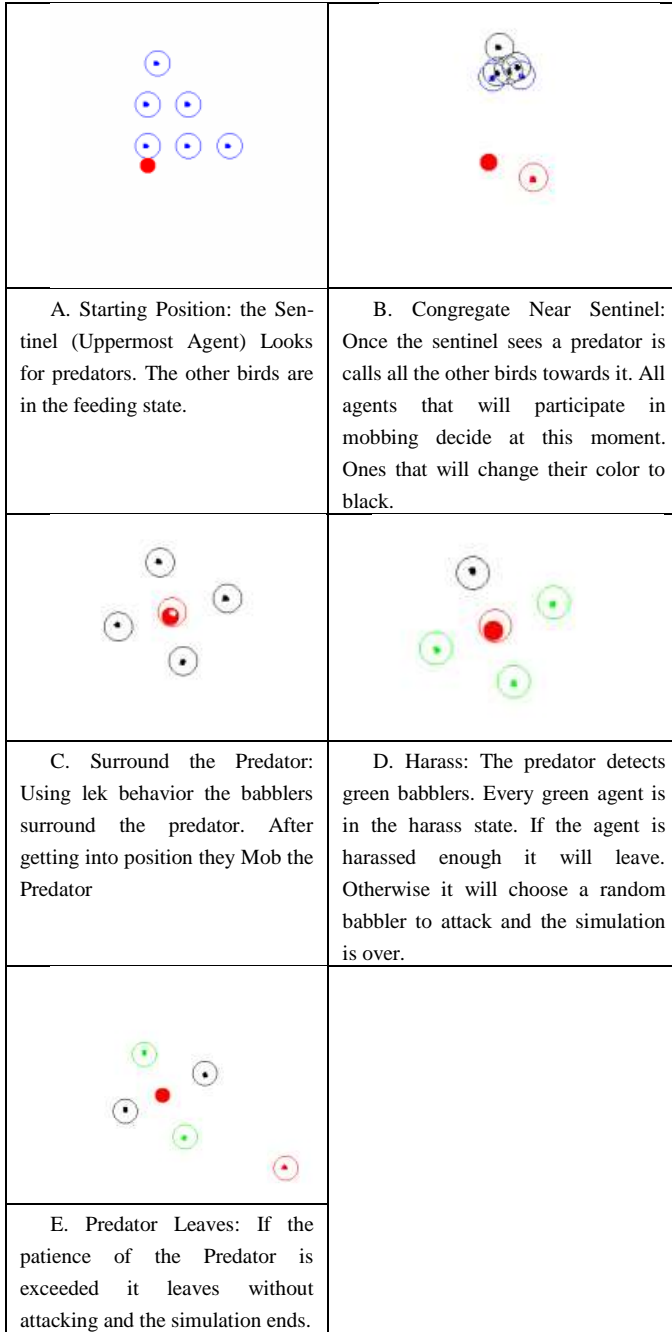 A. Starting Position: the Sen-
tinel (Uppermost Agent) Looks
for predators. The other birds are
in the feeding state.
B. Congregate Near Sentinel:
Once the sentinel sees a predator is
calls all the other birds towards it. All
agents that will participate in
mobbing decide at this moment.
Ones that will change their color to
black.
C. Surround the Predator:
Using lek behavior the babblers
surround the predator. After
getting into position they Mob the
Predator
D. Harass: The predator detects
green babblers. Every green agent is
in the harass state. If the agent is
harassed enough it will leave.
Otherwise it will choose a random
babbler to attack and the simulation
is over.
E. Predator Leaves: If the
patience of the Predator is
exceeded it leaves without
attacking and the simulation ends.